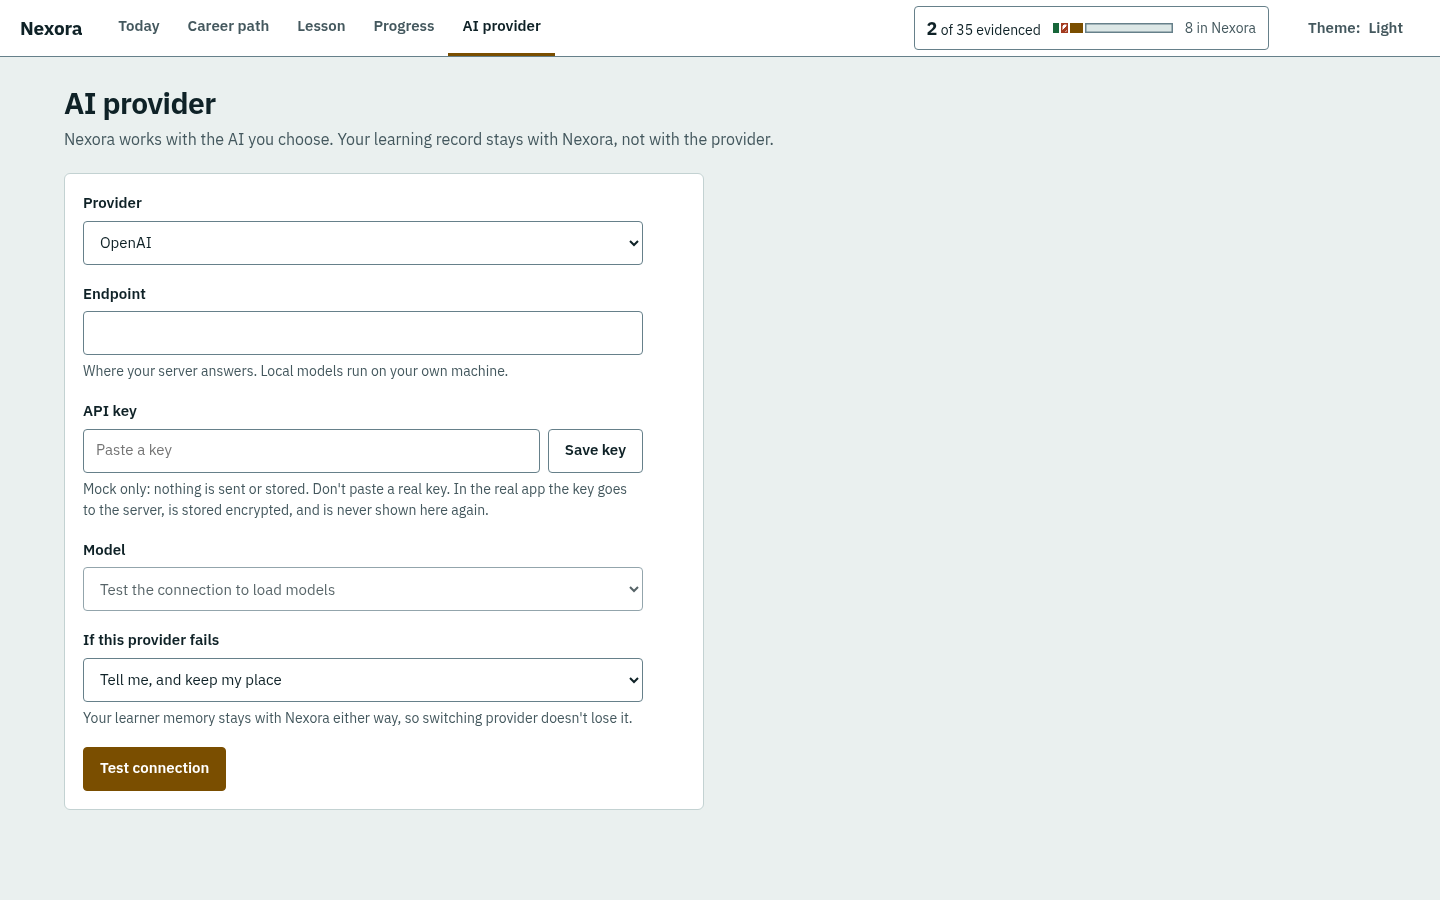 Nexora
Today
Career path
Lesson
Progress
AI provider
2 of 35 evidenced
8 in Nexora
Theme: Light
AI provider
Nexora works with the AI you choose. Your learning record stays with Nexora, not with the provider.
Provider
OpenAI
Endpoint
Where your server answers. Local models run on your own machine.
API key
Paste a key
Save key
Mock only: nothing is sent or stored. Don't paste a real key. In the real app the key goes
to the server, is stored encrypted, and is never shown here again.
Model
Test the connection to load models
If this provider fails
Tell me, and keep my place
Your learner memory stays with Nexora either way, so switching provider doesn't lose it.
Test connection